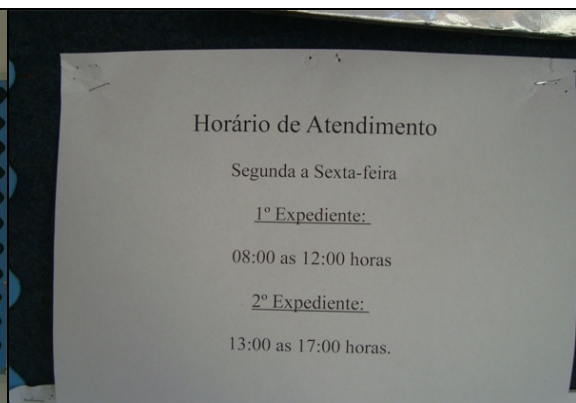 Horário de Atendimento
Segunda a Sexta-feira
1º Expediente:
08:00 as 12:00 horas
2º Expediente:
13:00 as 17:00 horas.